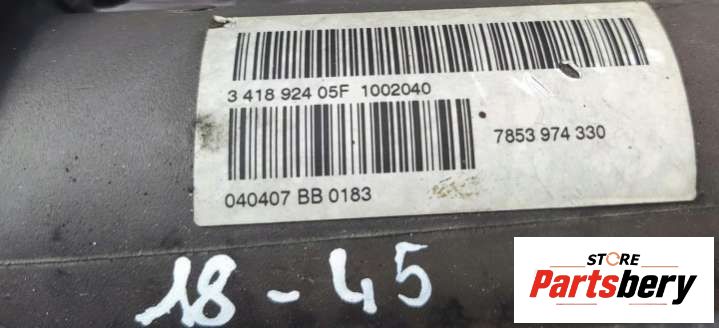 3 418 924 05F 1002040
7853 974 330
040407 BB 0183
18 - 45
STORE
Partsbery